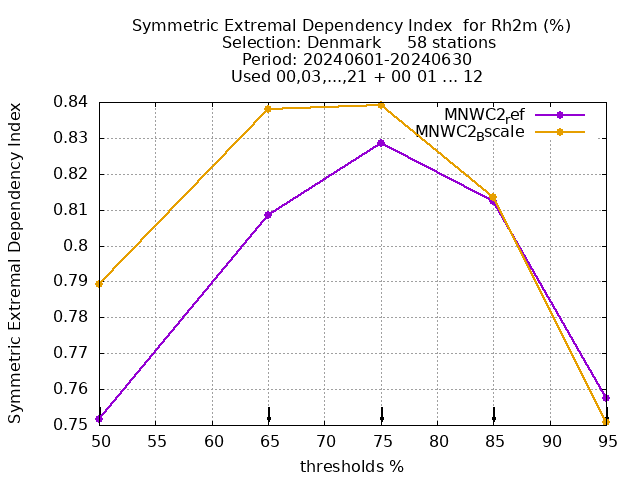 Symmetric Extremal Dependency Index for Rh2m (%)
Selection: Denmark 58 stations
Period: 20240601-20240630
Used 00,03,...,21 + 00 01 ... 12
Symmetric Extremal Dependency Index
0.84
0.83
0.82
0.81
0.8
0.79
0.78
0.77
0.76
0.75
MNWC2_ref
MNWC2_Bscale
50 55 60 65 70 75 80 85 90 95
thresholds %